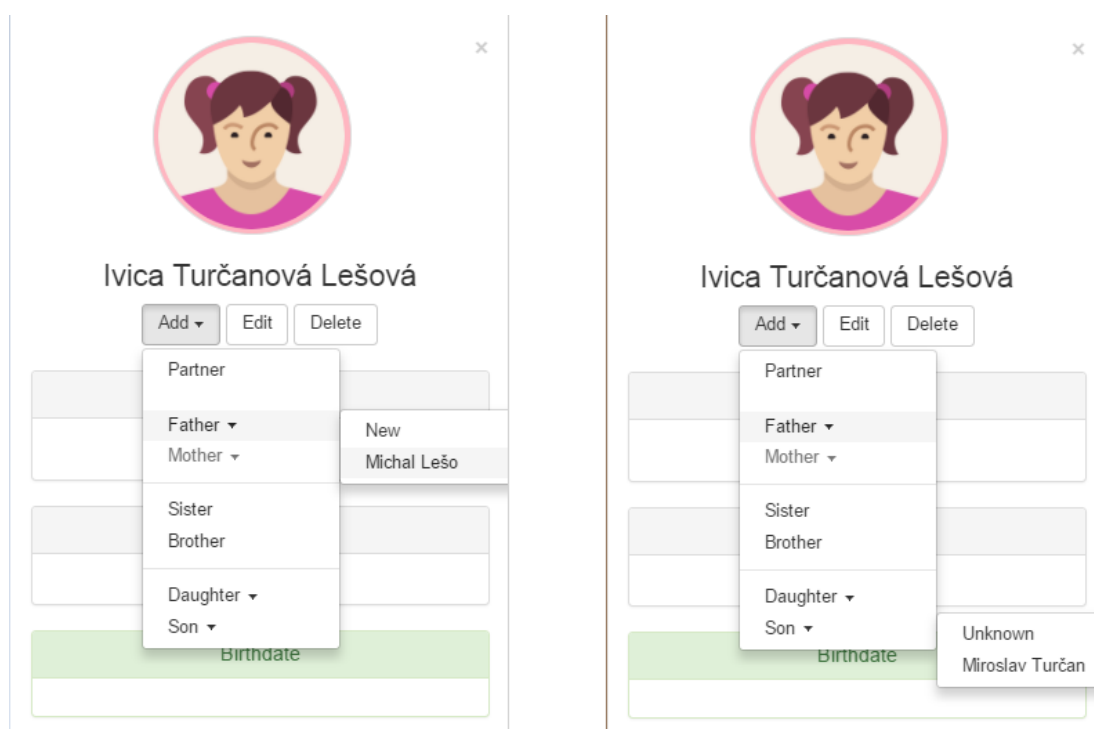 ×
Ivica Turčanová Lešová
Add Edit Delete
Partner
Father
New
Mother
Michal Lešo
Sister
Brother
Daughter
Son
Birthdate
×
Ivica Turčanová Lešová
Add Edit Delete
Partner
Father
Mother
Sister
Brother
Daughter
Son
Unknown
Birthdate
Miroslav Turčan